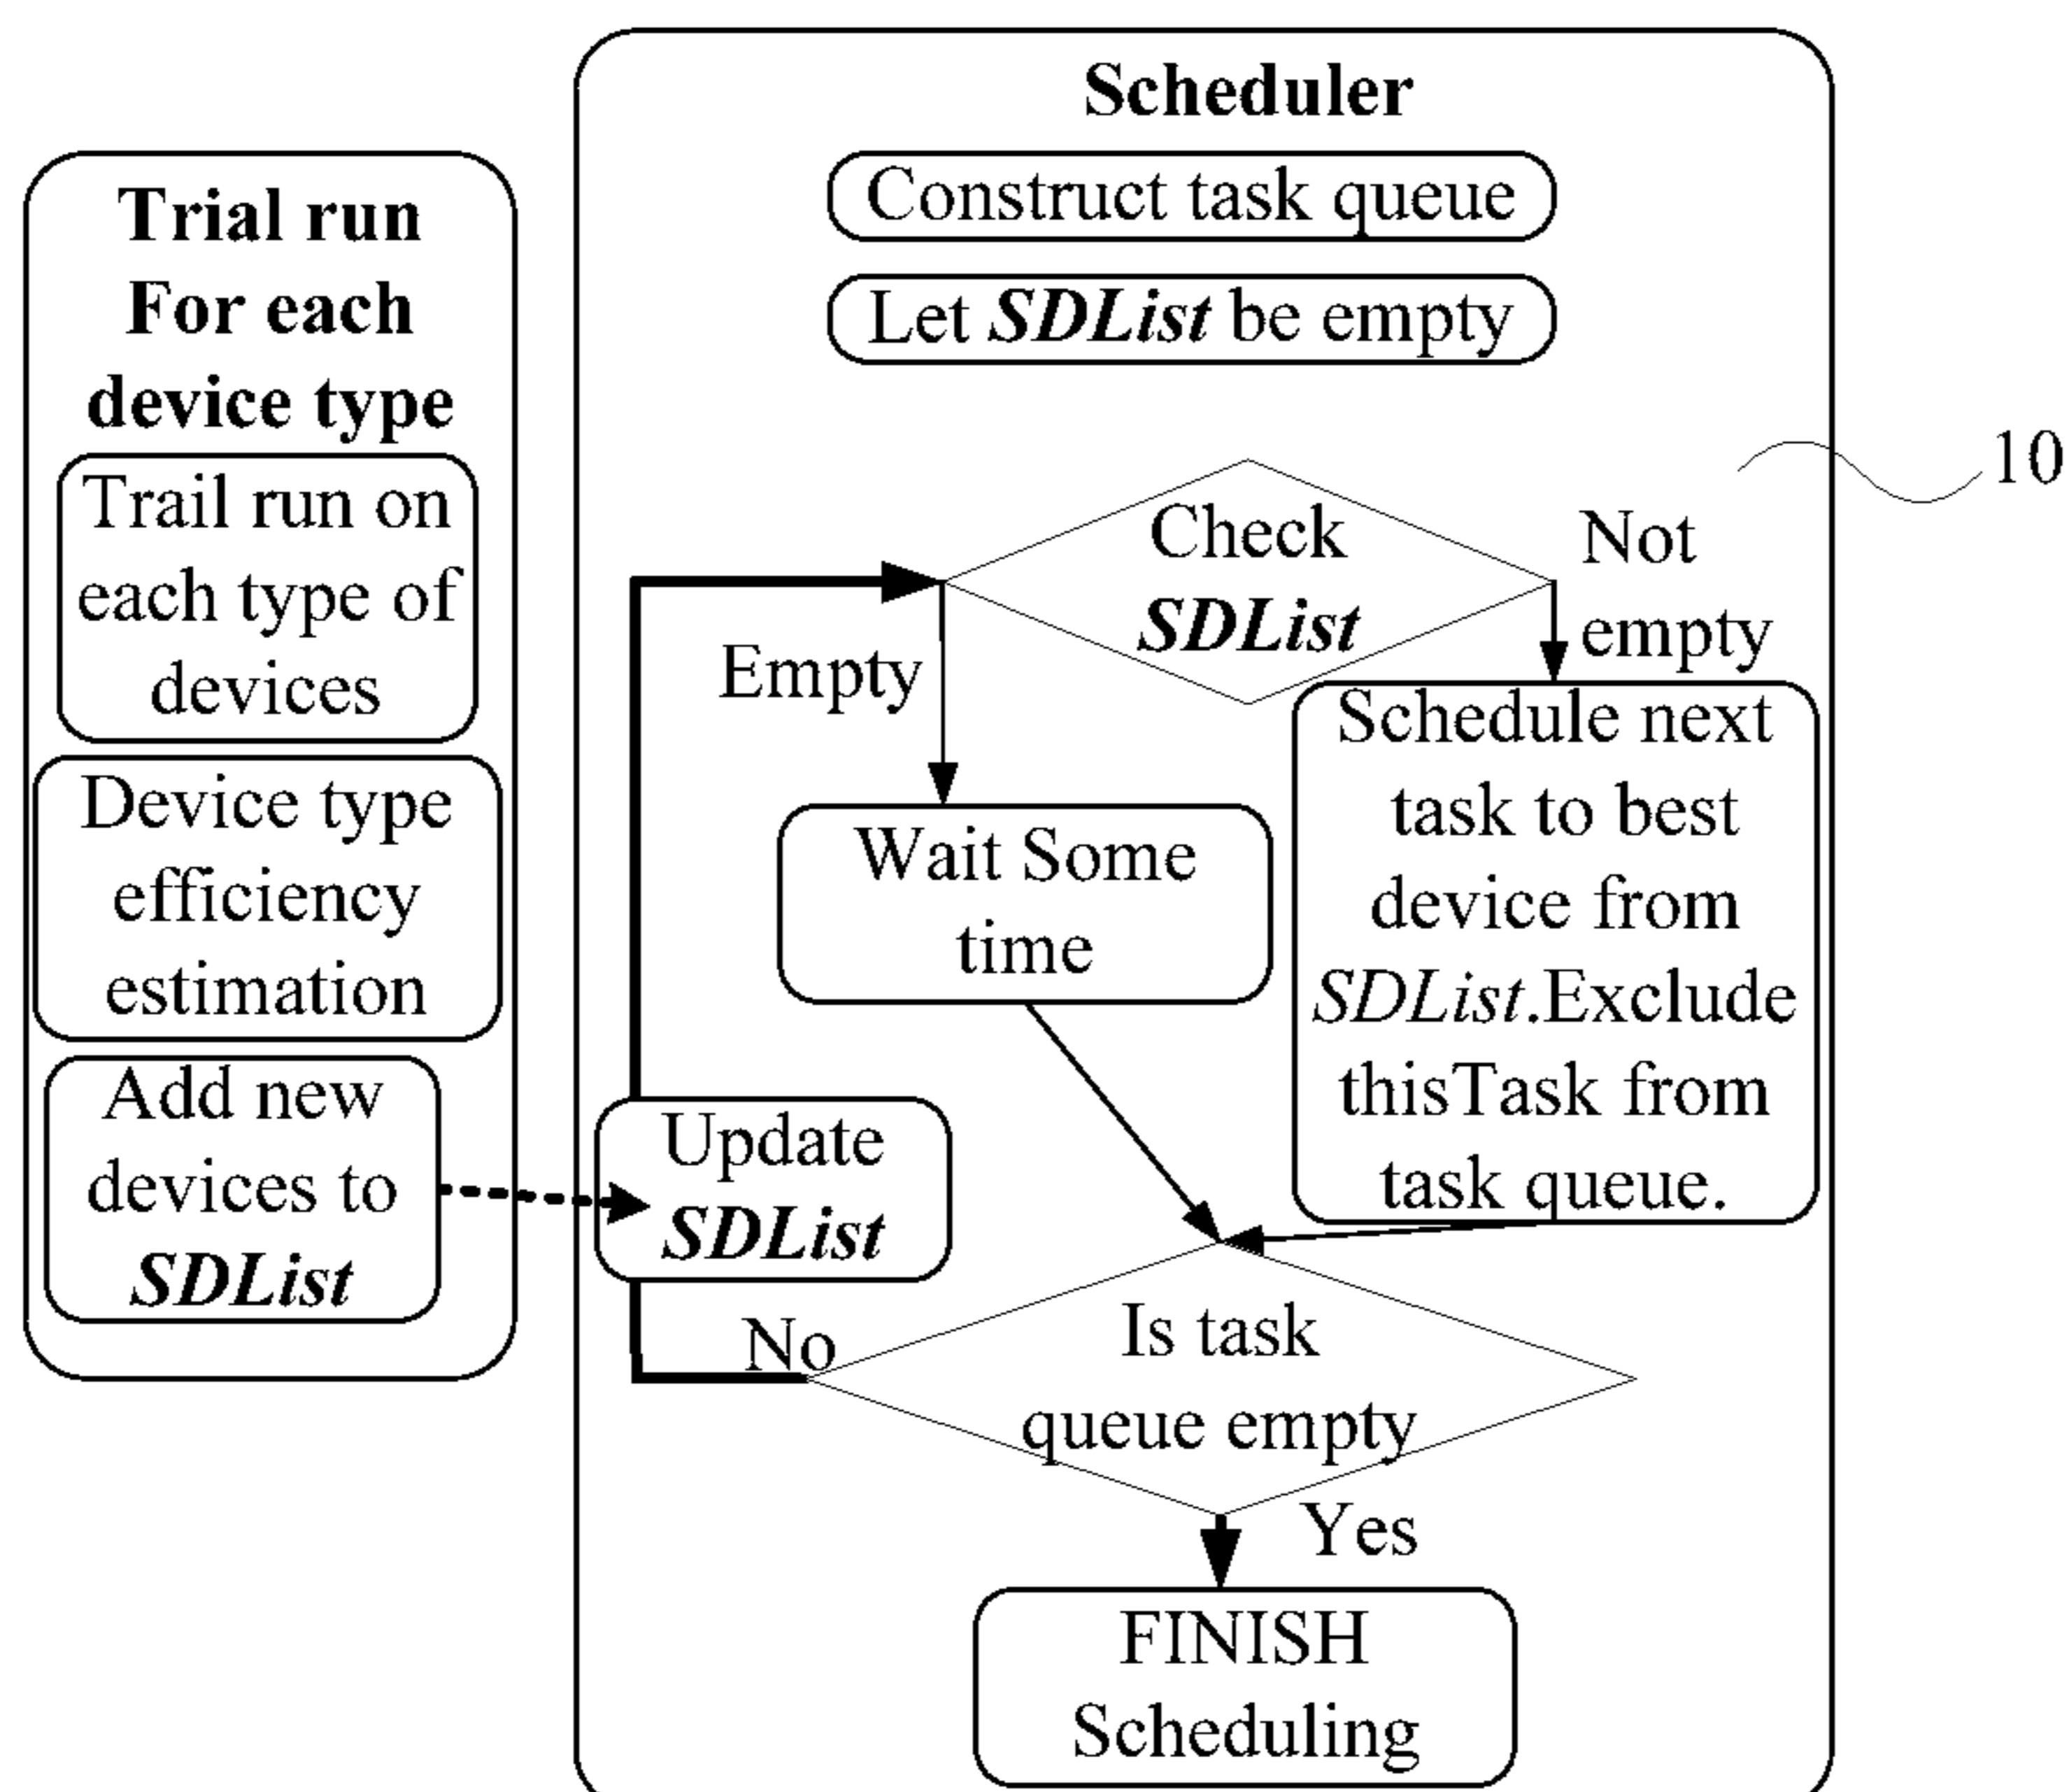 Trial run
For each
device type
Trail run on
each type of
devices
Device type
efficiency
estimation
Add new
devices to
SDList
Scheduler
Construct task queue
Let SDList be empty
Check
SDList
Not
empty
Empty
Wait Some
time
Schedule next
task to best
device from
SDList.Exclude
thisTask from
task queue.
Update
SDList
No
Is task
queue empty
Yes
FINISH
Scheduling
10